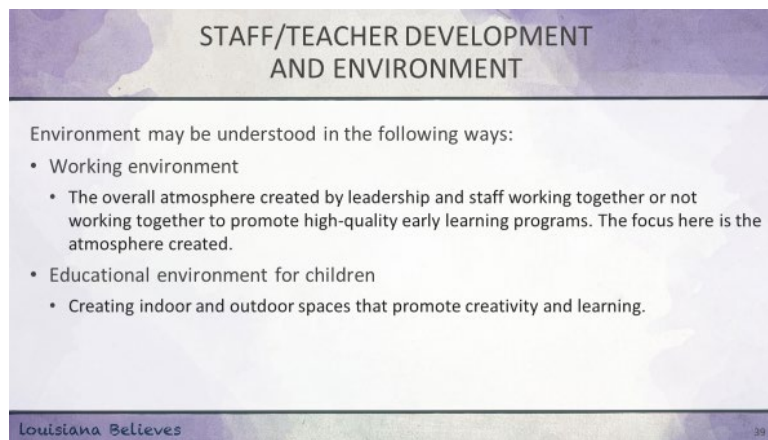 STAFF/TEACHER DEVELOPMENT
AND ENVIRONMENT
Environment may be understood in the following ways:
• Working environment
• The overall atmosphere created by leadership and staff working together or not
working together to promote high-quality early learning programs. The focus here is the
atmosphere created.
• Educational environment for children
• Creating indoor and outdoor spaces that promote creativity and learning.
Louisiana Believes
39